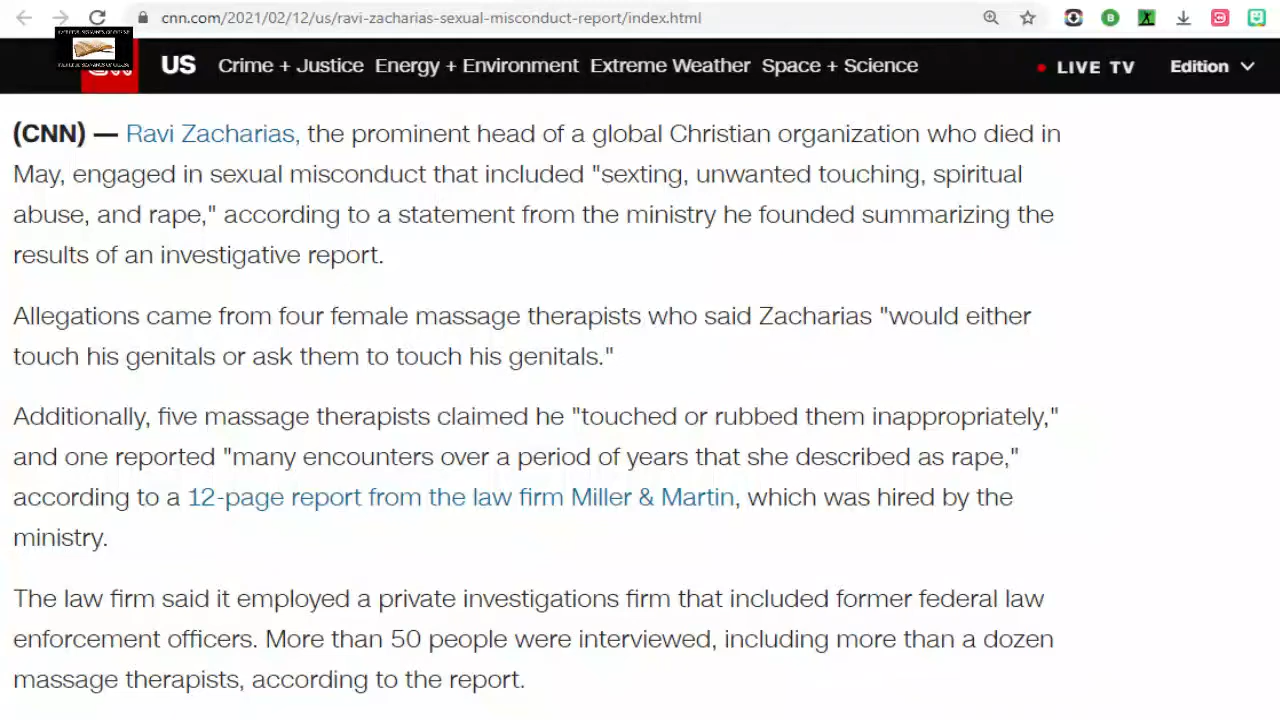 cnn.com/2021/02/12/us/ravi-zacharias-sexual-misconduct-report/index.html
US Crime + Justice Energy + Environment Extreme Weather Space + Science LIVE TV Edition
(CNN) — Ravi Zacharias, the prominent head of a global Christian organization who died in
May, engaged in sexual misconduct that included "sexting, unwanted touching, spiritual
abuse, and rape," according to a statement from the ministry he founded summarizing the
results of an investigative report.
Allegations came from four female massage therapists who said Zacharias "would either
touch his genitals or ask them to touch his genitals."
Additionally, five massage therapists claimed he "touched or rubbed them inappropriately,"
and one reported "many encounters over a period of years that she described as rape,"
according to a 12-page report from the law firm Miller & Martin, which was hired by the
ministry.
The law firm said it employed a private investigations firm that included former federal law
enforcement officers. More than 50 people were interviewed, including more than a dozen
massage therapists, according to the report.